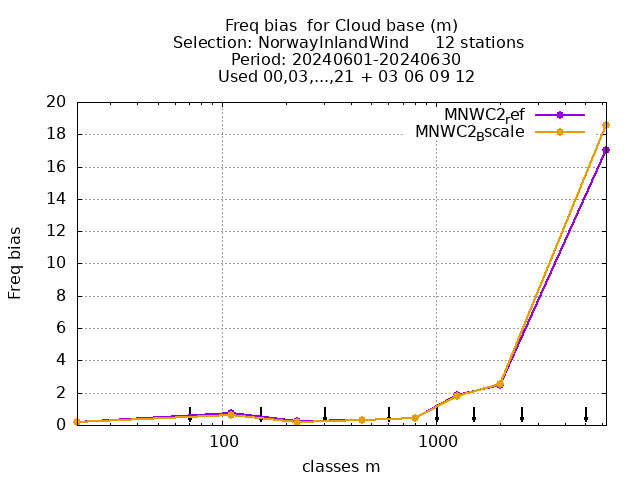 Freq bias  for Cloud base (m)
Selection: NorwayInlandWind     12 stations
Period: 20240601-20240630
Used 00,03,...,21 + 03 06 09 12
MNWC2ref
MNWC2Bscale
20
18
16
14
12
10
8
6
4
2
0
Freq bias
100
1000
classes m